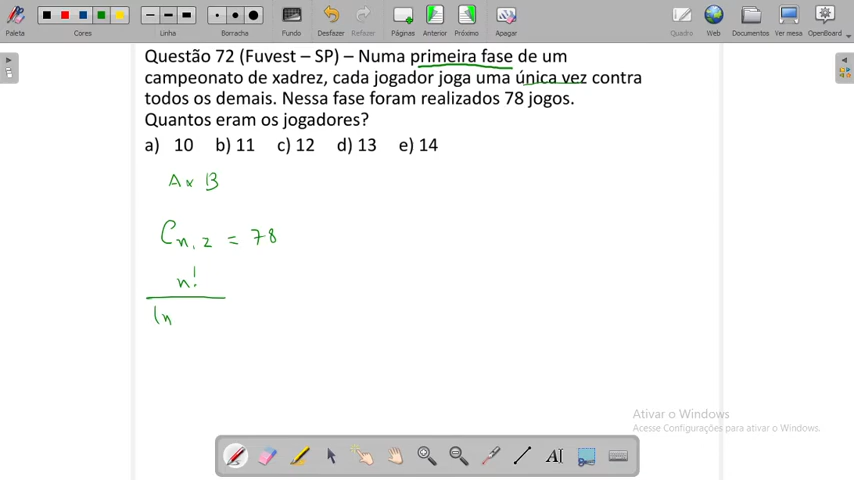 Paleta
Cores
Linha
Borracha
Fundo
Desfazer
Refazer
Páginas
Anterior
Próximo
Apagar
Quadro
Web
Documentos
Ver mesa
OpenBoard
Questão 72 (Fuvest – SP) – Numa primeira fase de um
campeonato de xadrez, cada jogador joga uma única vez contra
todos os demais. Nessa fase foram realizados 78 jogos.
Quantos eram os jogadores?
a) 10 b) 11 c) 12 d) 13 e) 14
A x B
Cn,2 = 78
n!
(n
Ativar o Windows
Acesse Configurações para ativar o Windows.
AI